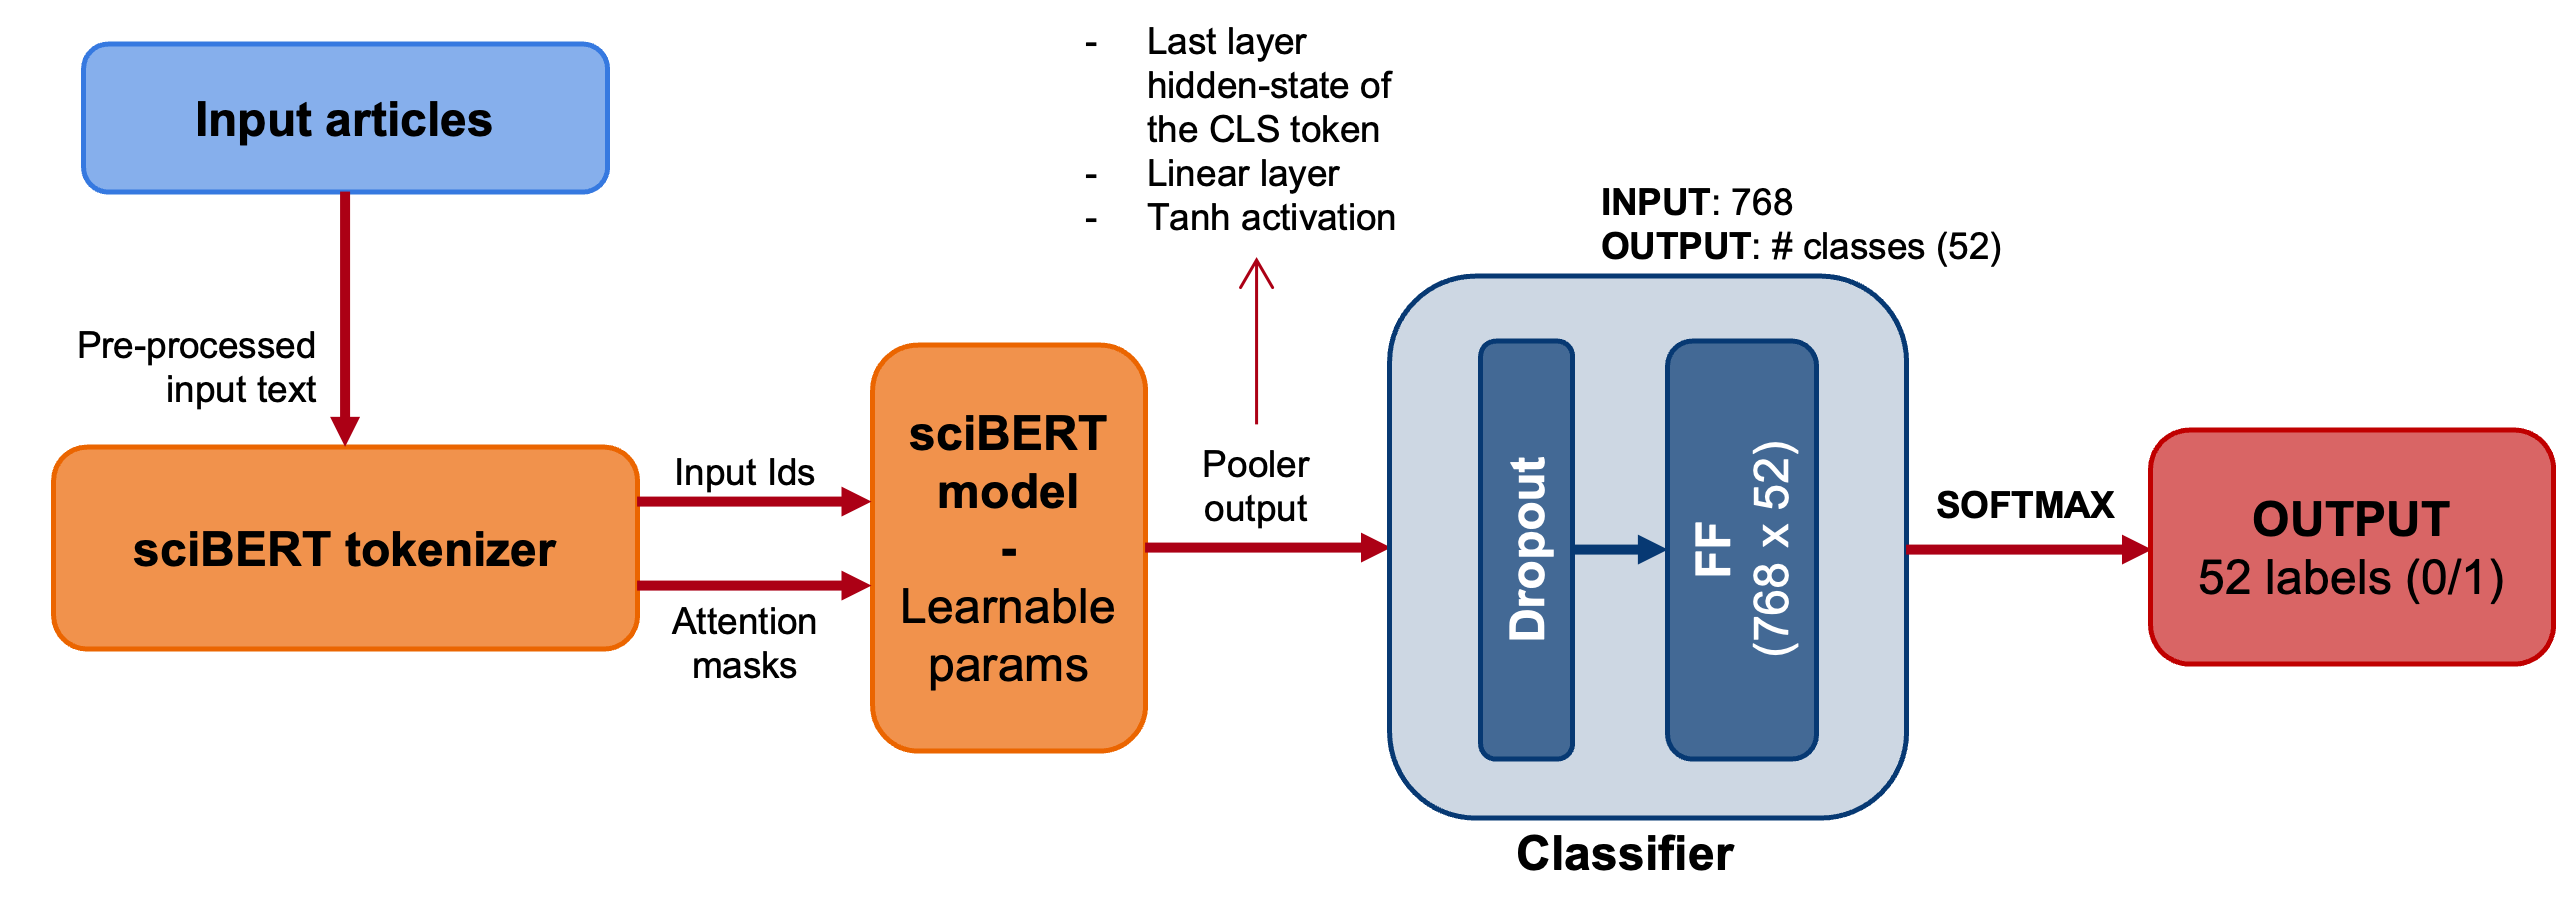 Input articles
Pre-processed
input text
sciBERT tokenizer
Input Ids
Attention
masks
sciBERT
model
-
Learnable
params
Pooler
output
- Last layer
hidden-state of
the CLS token
- Linear layer
- Tanh activation
INPUT: 768
OUTPUT: # classes (52)
Dropout
FF
(768 x 52)
Classifier
SOFTMAX
OUTPUT
52 labels (0/1)